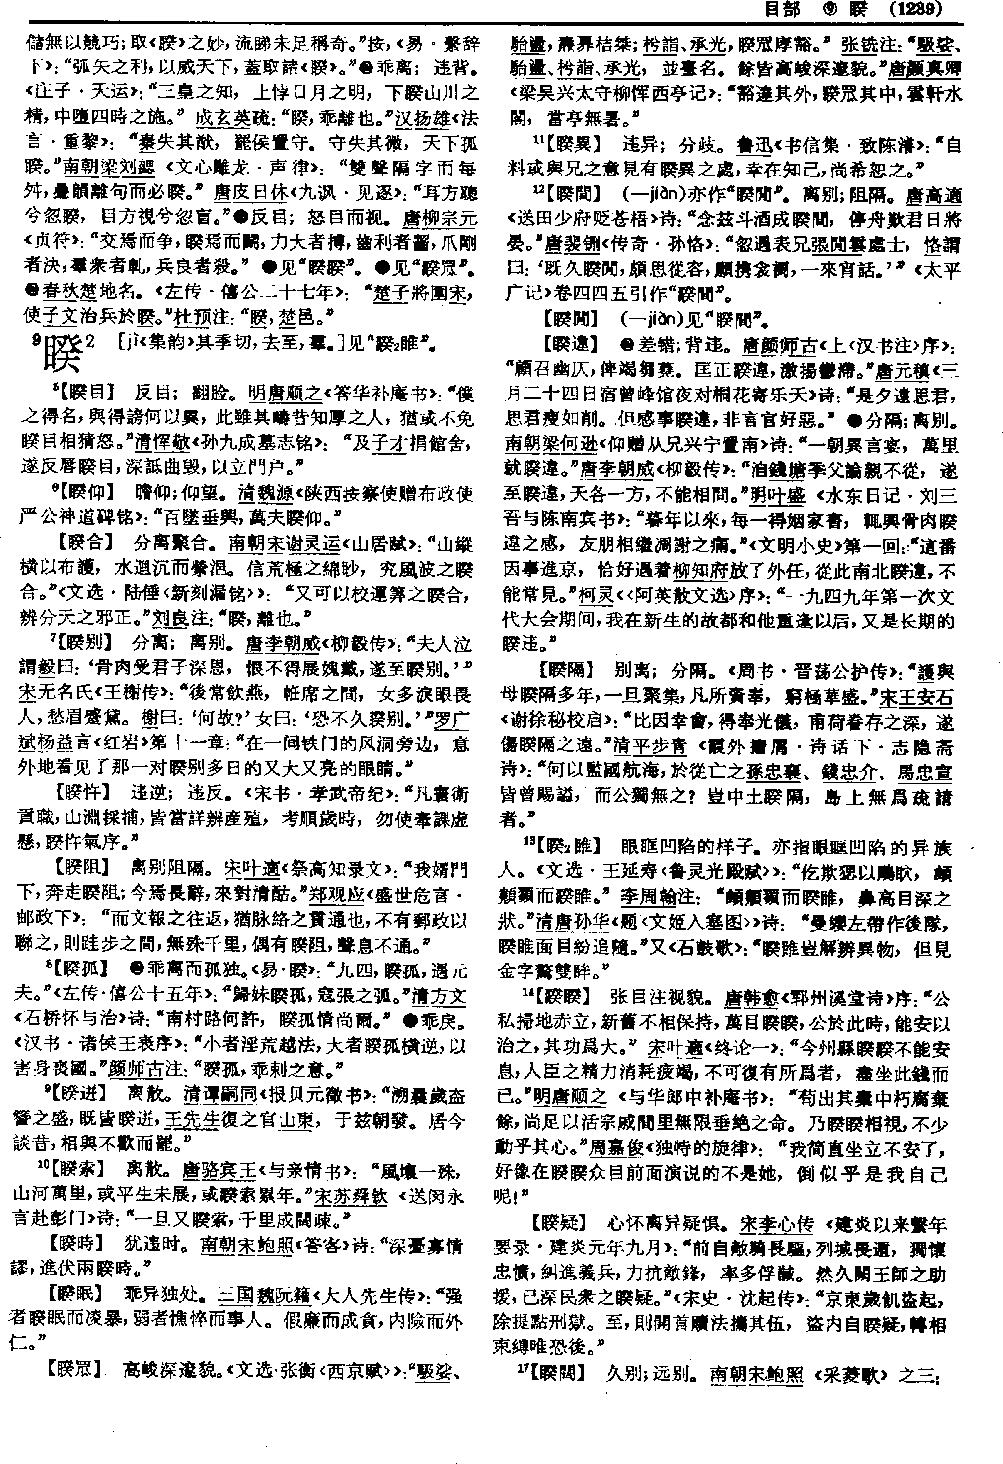 目部 ⑨ 睽 （1239）
儲無以競巧；取《睽》之妙，流睇未足稱奇。”按，《易·繫辞
下》：“弧矢之利，以威天下，蓋取諸《睽》。”❷乖离；违背。
《庄子·天运》：“三皇之知，上悖日月之明，下睽山川之
精，中墮四時之施。”成玄英疏：“睽，乖離也。”汉扬雄《法
言·重黎》：“秦失其猷，罷侯置守。守失其微，天下孤
睽。”南朝梁刘勰《文心雕龙·声律》：“雙聲隔字而每
舛，疊韻離句而必睽。”唐皮日休《九讽·见逐》：“耳方聽
兮忽睽，目方視兮忽盲。”❸反目；怒目而视。唐柳宗元
《贞符》：“交焉而争，睽焉而鬭，力大者搏，齒利者齧，爪剛
者決，羣衆者軋，兵良者殺。”❹见“睽睽”。❺见“睽眾”。
❻春秋楚地名。《左传·僖公二十七年》：“楚子將圍宋，
使子文治兵於睽。”杜预注：“睽，楚邑。”
⁹睽2 ［jì《集韵》其季切，去至，羣。］见“睽₂睢”。
⁵【睽目】 反目；翻脸。明唐顺之《答华补庵书》：“僕
之得名，與得謗何以異，此雖其疇昔知厚之人，猶或不免
睽目相猜怒。”清恽敬《孙九成墓志铭》：“及子才捐館舍，
遂反唇睽目，深詆曲毀，以立門户。”
⁶【睽仰】 瞻仰；仰望。清魏源《陕西按察使赠布政使
严公神道碑铭》：“百墜垂興，萬夫睽仰。”
【睽合】 分离聚合。南朝宋谢灵运《山居赋》：“山縱
橫以布護，水迴沉而縈浥。信荒極之綿眇，究風波之睽
合。”《文选·陆倕〈新刻漏铭〉》：“又可以校運筭之睽合，
辨分天之邪正。”刘良注：“睽，離也。”
⁷【睽别】 分离；离别。唐李朝威《柳毅传》：“夫人泣
謂毅曰：‘骨肉受君子深恩，恨不得展媿戴，遂至睽别。’”
宋无名氏《王榭传》：“後常飲燕，帷席之間，女多淚眼畏
人，愁眉蹙黛。榭曰：‘何故？’女曰：‘恐不久睽别。’”罗广
斌杨益言《红岩》第十一章：“在一间铁门的风洞旁边，意
外地看见了那一对睽别多日的又大又亮的眼睛。”
【睽忤】 违逆；违反。《宋书·孝武帝纪》：“凡寰衛
貢職，山淵採捕，皆當詳辨産殖，考順歲時，勿使牽課虚
懸，睽忤氣序。”
【睽阻】 离别阻隔。宋叶適《祭高知录文》：“我婿門
下，奔走睽阻；今焉長辭，來對清酤。”郑观应《盛世危言·
邮政下》：“而文報之往返，猶脉絡之貫通也，不有郵政以
聯之，則跬步之間，無殊千里，偶有睽阻，聲息不通。”
⁸【睽孤】 ❶乖离而孤独。《易·睽》：“九四，睽孤，遇元
夫。”《左传·僖公十五年》：“歸妹睽孤，寇張之弧。”清方文
《石桥怀与治》诗：“南村路何許，睽孤情尚爾。”❷乖戾。
《汉书·诸侯王表序》：“小者淫荒越法，大者睽孤橫逆，以
害身喪國。”颜师古注：“睽孤，乖剌之意。”
⁹【睽迸】 离散。清谭嗣同《报贝元徵书》：“溯曩歲盍
簪之盛，既皆睽迸，王先生復之官山東，于兹朝發。居今
談昔，相與不歡而罷。”
¹⁰【睽索】 离散。唐骆宾王《与亲情书》：“風壤一殊，
山河萬里，或平生未展，或睽索累年。”宋苏舜钦《送闵永
言赴彭门》诗：“一旦又睽索，千里成闊疎。”
【睽時】 犹违时。南朝宋鲍照《答客》诗：“深憂寡情
謬，進伏兩睽時。”
【睽眠】 乖异独处。三国魏阮籍《大人先生传》：“强
者睽眠而凌暴，弱者憔悴而事人。假廉而成貪，内險而外
仁。”
【睽眾】 高峻深邃貌。《文选·张衡〈西京赋〉》：“馺娑、
駘盪，燾奡桔桀；枍詣、承光，睽眾庨豁。”张铣注：“馺娑、
駘盪、枍詣、承光，並臺名。餘皆高峻深邃貌。”唐颜真卿
《梁吴兴太守柳恽西亭记》：“豁達其外，睽眾其中，雲軒水
閣，當亭無暑。”
¹¹【睽異】 违异；分歧。鲁迅《书信集·致陈濬》：“自
料或與兄之意見有睽異之處，幸在知己，尚希恕之。”
¹²【睽間】 （—jiàn）亦作“睽閒”。离别；阻隔。唐高適
《送田少府贬苍梧》诗：“念兹斗酒成睽間，停舟歎君日將
晏。”唐裴铏《传奇·孙恪》：“忽遇表兄張閒雲處士，恪謂
曰：‘既久睽閒，頗思從容，願携衾裯，一來宵話。’”《太平
广记》卷四四五引作“睽間”。
【睽閒】 （—jiàn）见“睽間”。
【睽違】 ❶差错；背违。唐颜师古《上〈汉书注〉序》：
“顧召幽仄，俾竭芻蕘。匡正睽違，激揚鬱滯。”唐元稹《三
月二十四日宿曾峰馆夜对桐花寄乐天》诗：“是夕遠思君，
思君瘦如削。但感事睽違，非言官好惡。”❷分隔；离别。
南朝梁何逊《仰赠从兄兴宁寘南》诗：“一朝異言宴，萬里
就睽違。”唐李朝威《柳毅传》：“洎錢塘季父論親不從，遂
至睽違，天各一方，不能相問。”明叶盛《水东日记·刘三
吾与陈南宾书》：“暮年以來，每一得姻家書，輒興骨肉睽
違之感，友朋相繼凋謝之痛。”《文明小史》第一回：“這番
因事進京，恰好遇着柳知府放了外任，從此南北睽違，不
能常見。”柯灵《〈阿英散文选〉序》：“一九四九年第一次文
代大会期间，我在新生的故都和他重逢以后，又是长期的
睽违。”
【睽隔】 别离；分隔。《周书·晋荡公护传》：“護與
母睽隔多年，一旦聚集，凡所資奉，窮極華盛。”宋王安石
《谢徐秘校启》：“比因幸會，得奉光儀，甫荷眷存之深，遂
傷睽隔之遠。”清平步青《霞外攟屑·诗话下·志隐斋
诗》：“何以監國航海，於從亡之孫忠襄、錢忠介、馬忠宣
皆曾賜謚，而公獨無之？豈中土睽隔，島上無爲疏請
者。”
¹³【睽₂睢】 眼眶凹陷的样子。亦指眼眶凹陷的异族
人。《文选·王延寿〈鲁灵光殿赋〉》：“仡欺㥟以鵰㕡，䫜
顤顟而睽睢。”李周翰注：“䫜顤顟而睽睢，鼻高目深之
狀。”清唐孙华《题〈文姬入塞图〉》诗：“曼纓左帶作後隊，
睽睢面目紛追隨。”又《石鼓歌》：“睽睢豈解辨異物，但見
金字驚雙眸。”
¹⁴【睽睽】 张目注视貌。唐韩愈《郓州溪堂诗》序：“公
私掃地赤立，新舊不相保持，萬目睽睽，公於此時，能安以
治之，其功爲大。”宋叶適《终论一》：“今州縣睽睽不能安
息，人臣之精力消耗疲竭，不可復有所爲者，盡坐此錢而
已。”明唐顺之《与华郎中补庵书》：“苟出其橐中朽腐棄
餘，尚足以活宗戚閭里無限垂絶之命。乃睽睽相視，不少
動乎其心。”周嘉俊《独特的旋律》：“我简直坐立不安了，
好像在睽睽众目前面演说的不是她，倒似乎是我自己
呢！”
【睽疑】 心怀离异疑惧。宋李心传《建炎以来繫年
要录·建炎元年九月》：“前自敵騎長驅，列城畏遁，獨懷
忠憤，糾進義兵，力抗敵鋒，率多俘馘。然久闕王師之助
援，已深民衆之睽疑。”《宋史·沈起传》：“京東歲飢盗起，
除提點刑獄。至，則開首贖法攜其伍，盗内自睽疑，轉相
束縛唯恐後。”
¹⁷【睽闊】 久别；远别。南朝宋鲍照《采菱歌》之三：